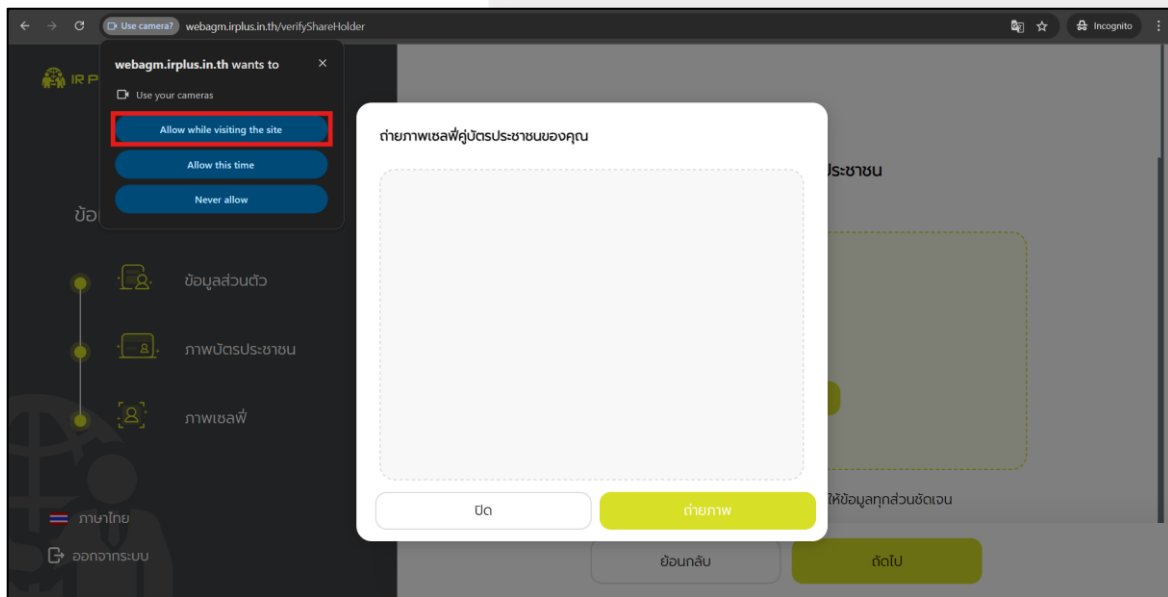 Use camera?
webagm.irplus.in.th/verifyShareHolder
Incognito
webagm.irplus.in.th wants to
Use your cameras
Allow while visiting the site
Allow this time
Never allow
IR P
ข้อ
ข้อมูลส่วนตัว
ภาพบัตรประชาชน
ภาพเซลฟี่
ภาษาไทย
ออกจากระบบ
ถ่ายภาพเซลฟี่คู่บัตรประชาชนของคุณ
ปิด
ถ่ายภาพ
ประชาชน
ให้ข้อมูลทุกส่วนชัดเจน
ย้อนกลับ
ถัดไป